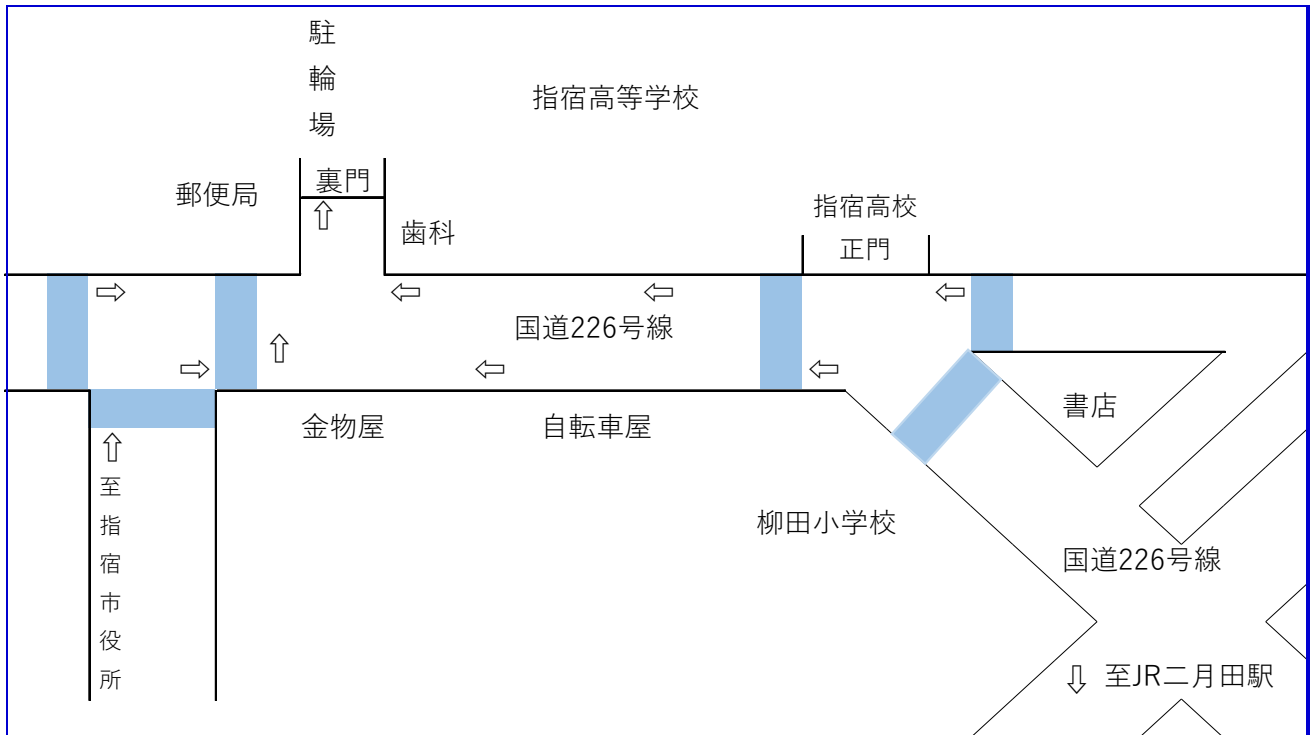 駐輪場
指宿高等学校
裏門
郵便局
歯科
指宿高校
正門
国道226号線
金物屋
自転車屋
書店
至指宿市役所
柳田小学校
国道226号線
至JR二月田駅